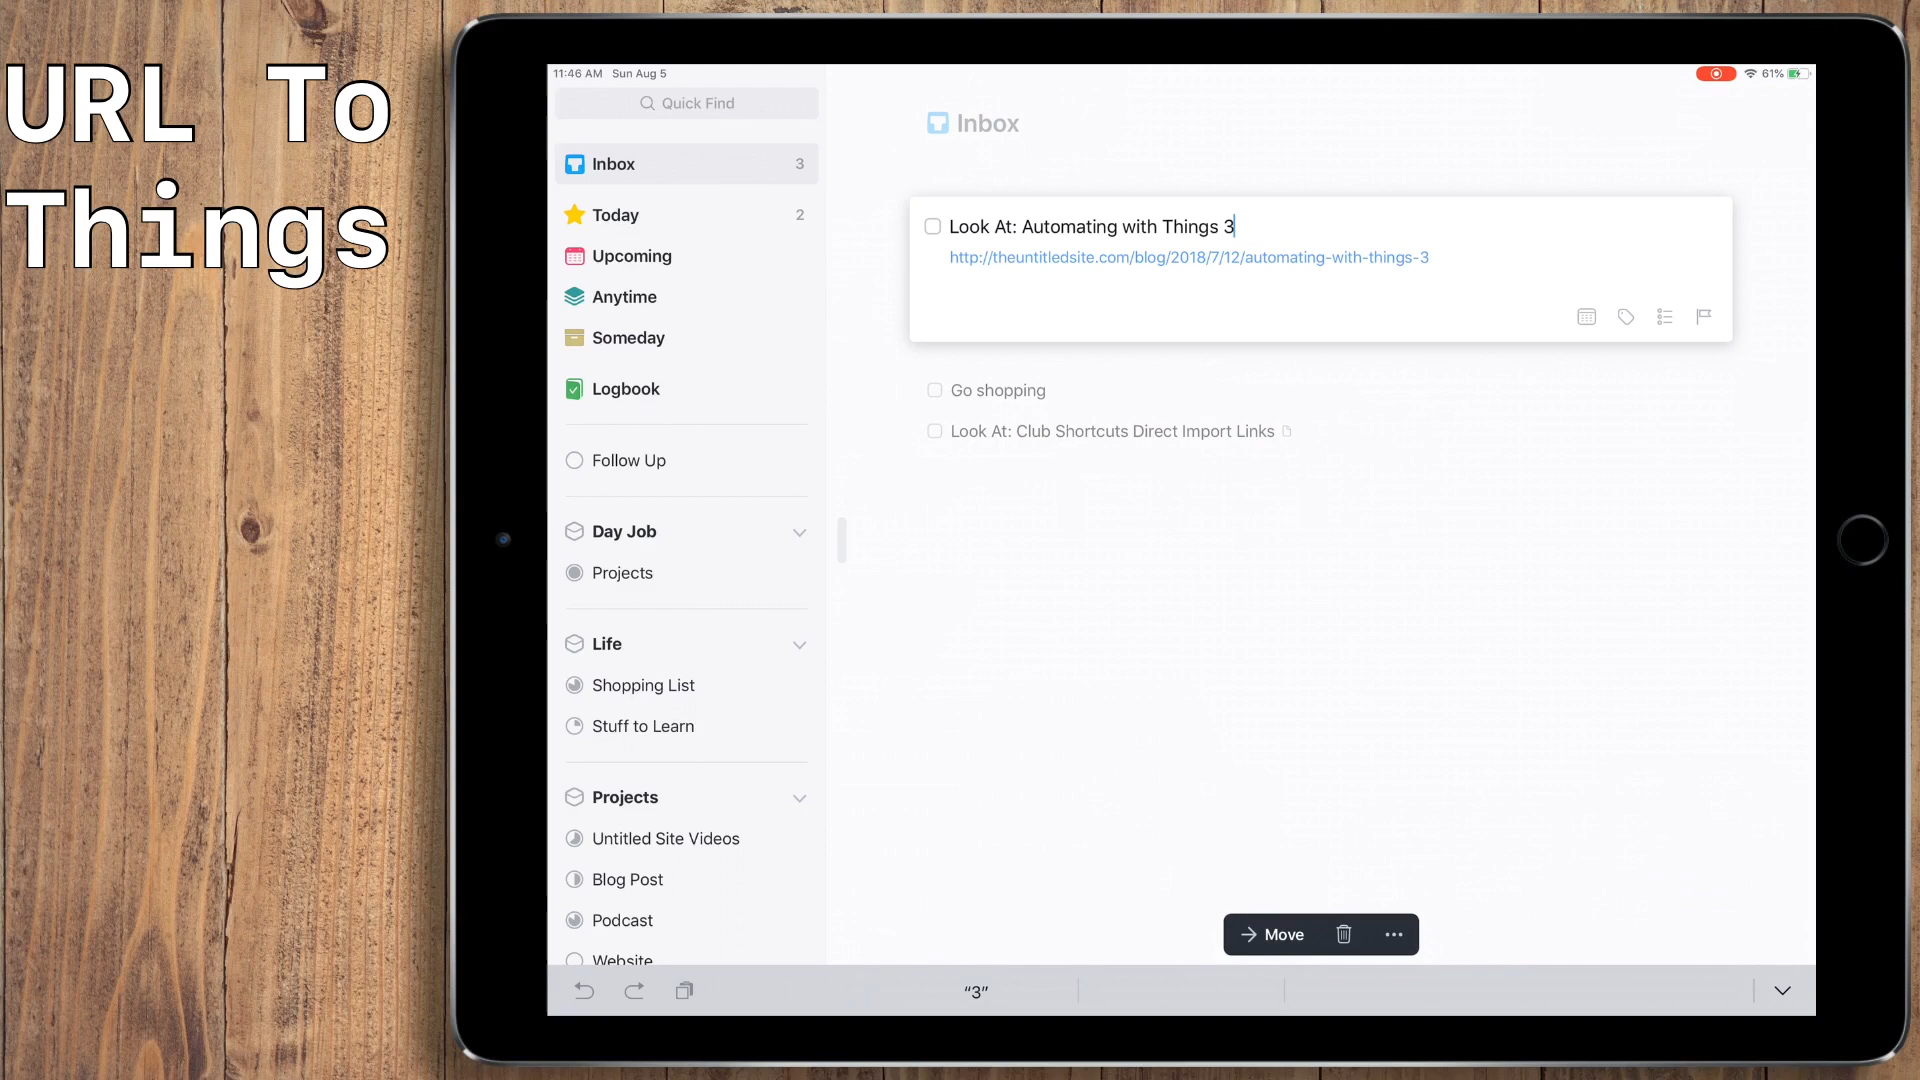 URL To
Things
11:46 AM Sun Aug 5
61%
Quick Find
Inbox 3
Today 2
Upcoming
Anytime
Someday
Logbook
Follow Up
Day Job
Projects
Life
Shopping List
Stuff to Learn
Projects
Untitled Site Videos
Blog Post
Podcast
Website
Inbox
Look At: Automating with Things 3
http://theuntitledsite.com/blog/2018/7/12/automating-with-things-3
Go shopping
Look At: Club Shortcuts Direct Import Links
Move
“3”